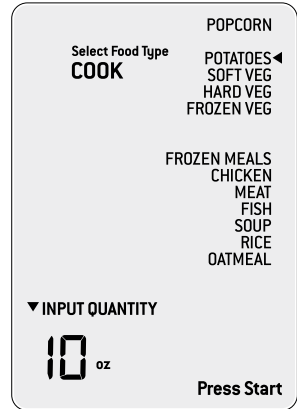 POPCORN
Select Food Type
COOK
POTATOES◀
SOFT VEG
HARD VEG
FROZEN VEG
FROZEN MEALS
CHICKEN
MEAT
FISH
SOUP
RICE
OATMEAL
▼INPUT QUANTITY
10 oz
Press Start